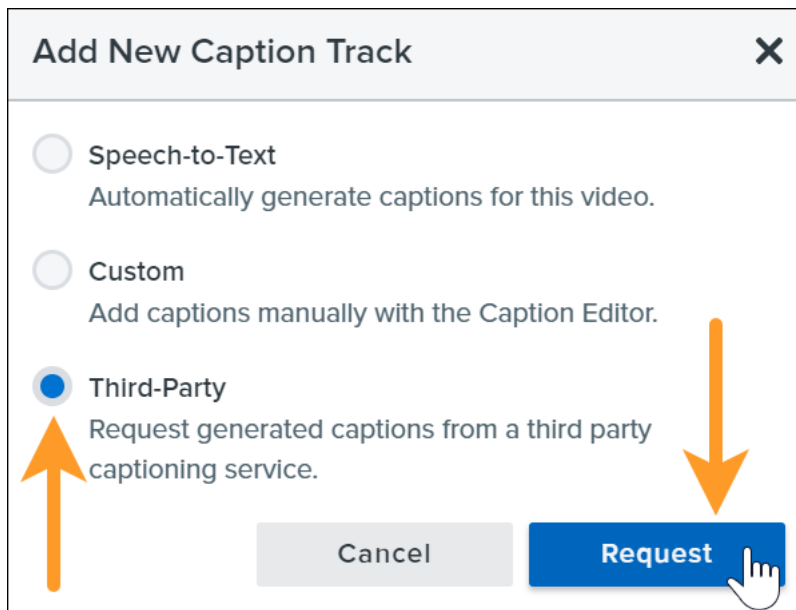 Add New Caption Track
Speech-to-Text
Automatically generate captions for this video.
Custom
Add captions manually with the Caption Editor.
Third-Party
Request generated captions from a third party
captioning service.
Cancel
Request